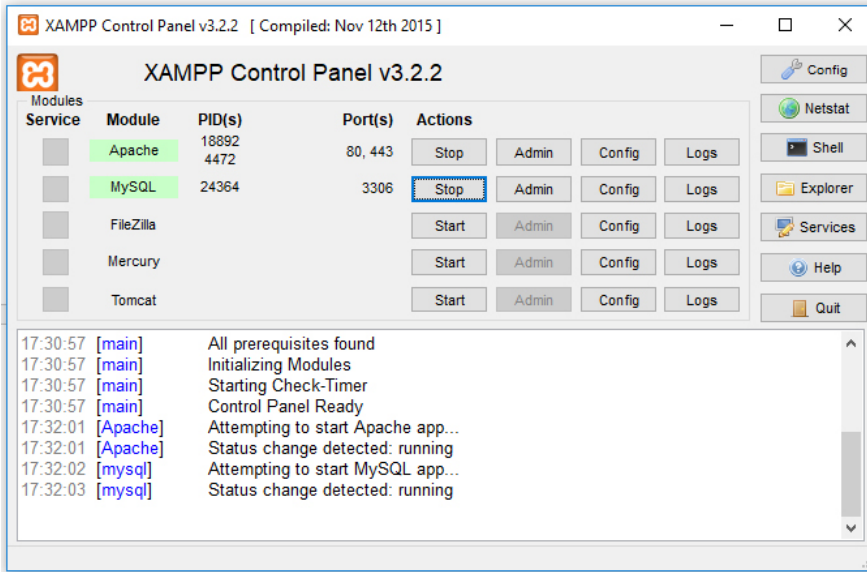 XAMPP Control Panel v3.2.2 [ Compiled: Nov 12th 2015 ]
XAMPP Control Panel v3.2.2
Config
Modules
Service Module PID(s) Port(s) Actions
Netstat
Apache 18892 4472 80, 443 Stop Admin Config Logs
Shell
MySQL 24364 3306 Stop Admin Config Logs
Explorer
FileZilla Start Admin Config Logs
Services
Mercury Start Admin Config Logs
Help
Tomcat Start Admin Config Logs
Quit
17:30:57 [main] All prerequisites found
17:30:57 [main] Initializing Modules
17:30:57 [main] Starting Check-Timer
17:30:57 [main] Control Panel Ready
17:32:01 [Apache] Attempting to start Apache app...
17:32:01 [Apache] Status change detected: running
17:32:02 [mysql] Attempting to start MySQL app...
17:32:03 [mysql] Status change detected: running